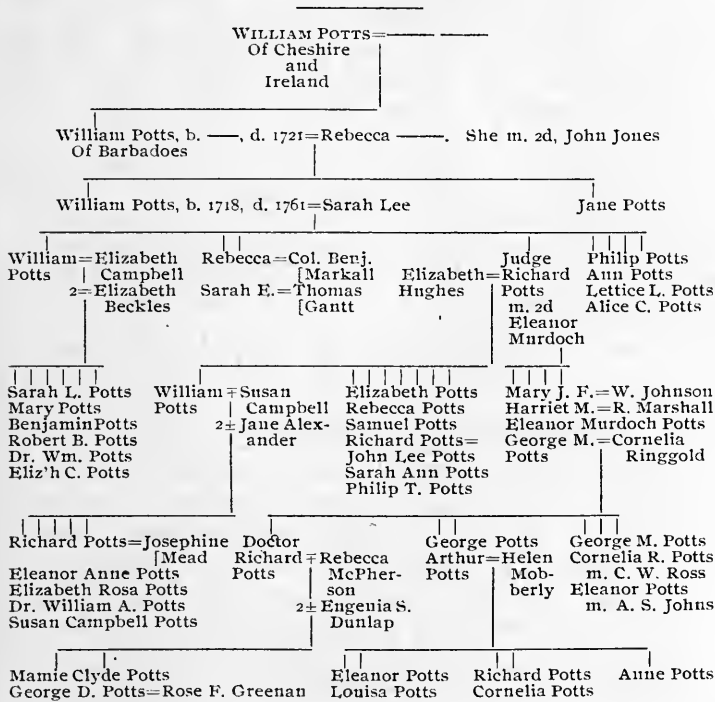 WILLIAM POTTS=—— ——
Of Cheshire
and
Ireland
William Potts, b. ——, d. 1721=Rebecca ——. She m. 2d, John Jones
Of Barbadoes
William Potts, b. 1718, d. 1761=Sarah Lee
Jane Potts
William=Elizabeth
Potts Campbell
2=Elizabeth
Beckles
Rebecca=Col. Benj.
[Markall
Sarah E.=Thomas
[Gantt
Judge
Elizabeth=Richard
Hnghes Potts
m. 2d
Eleanor
Murdoch
Philip Potts
Ann Potts
Lettice L. Potts
Alice C. Potts
Sarah L. Potts
Mary Potts
Benjamin Potts
Robert B. Potts
Dr. Wm. Potts
Eliz'h C. Potts
William=Susan
Potts Campbell
2=Jane Alex-
ander
Elizabeth Potts
Rebecca Potts
Samuel Potts
Richard Potts=
John Lee Potts
Sarah Ann Potts
Philip T. Potts
Mary J. F.=W. Johnson
Harriet M.=R. Marshall
Eleanor Murdoch Potts
George M.=Cornelia
Potts Ringgold
Richard Potts=Josephine
[Mead
Eleanor Anne Potts
Elizabeth Rosa Potts
Dr. William A. Potts
Susan Campbell Potts
Doctor
Richard=Rebecca
Potts McPher-
son
2=Engenia S.
Dunlap
George Potts
Arthur=Helen
Potts Mob-
berly
George M. Potts
Cornelia R. Potts
m. C. W. Ross
Eleanor Potts
m. A. S. Johns
Mamie Clyde Potts
George D. Potts=Rose F. Greenan
Eleanor Potts
Louisa Potts
Richard Potts
Cornelia Potts
Anne Potts